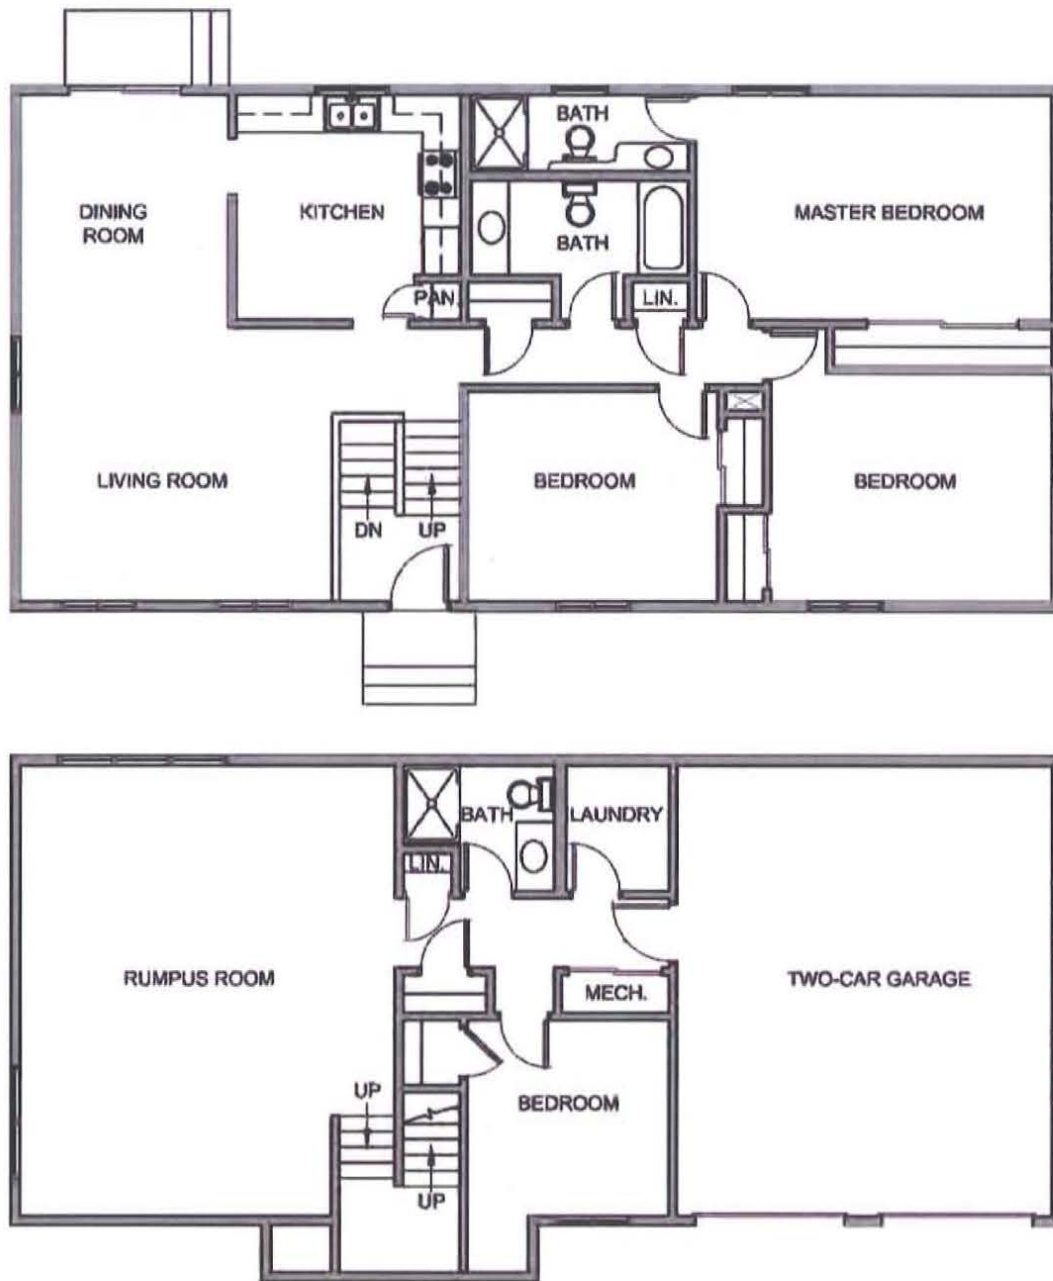 BATH
DINING
ROOM
KITCHEN
MASTER BEDROOM
BATH
PAN.
LIN.
LIVING ROOM
BEDROOM
BEDROOM
DN
UP
BATH
LAUNDRY
LIN.
RUMPUS ROOM
TWO-CAR GARAGE
MECH.
UP
BEDROOM
UP